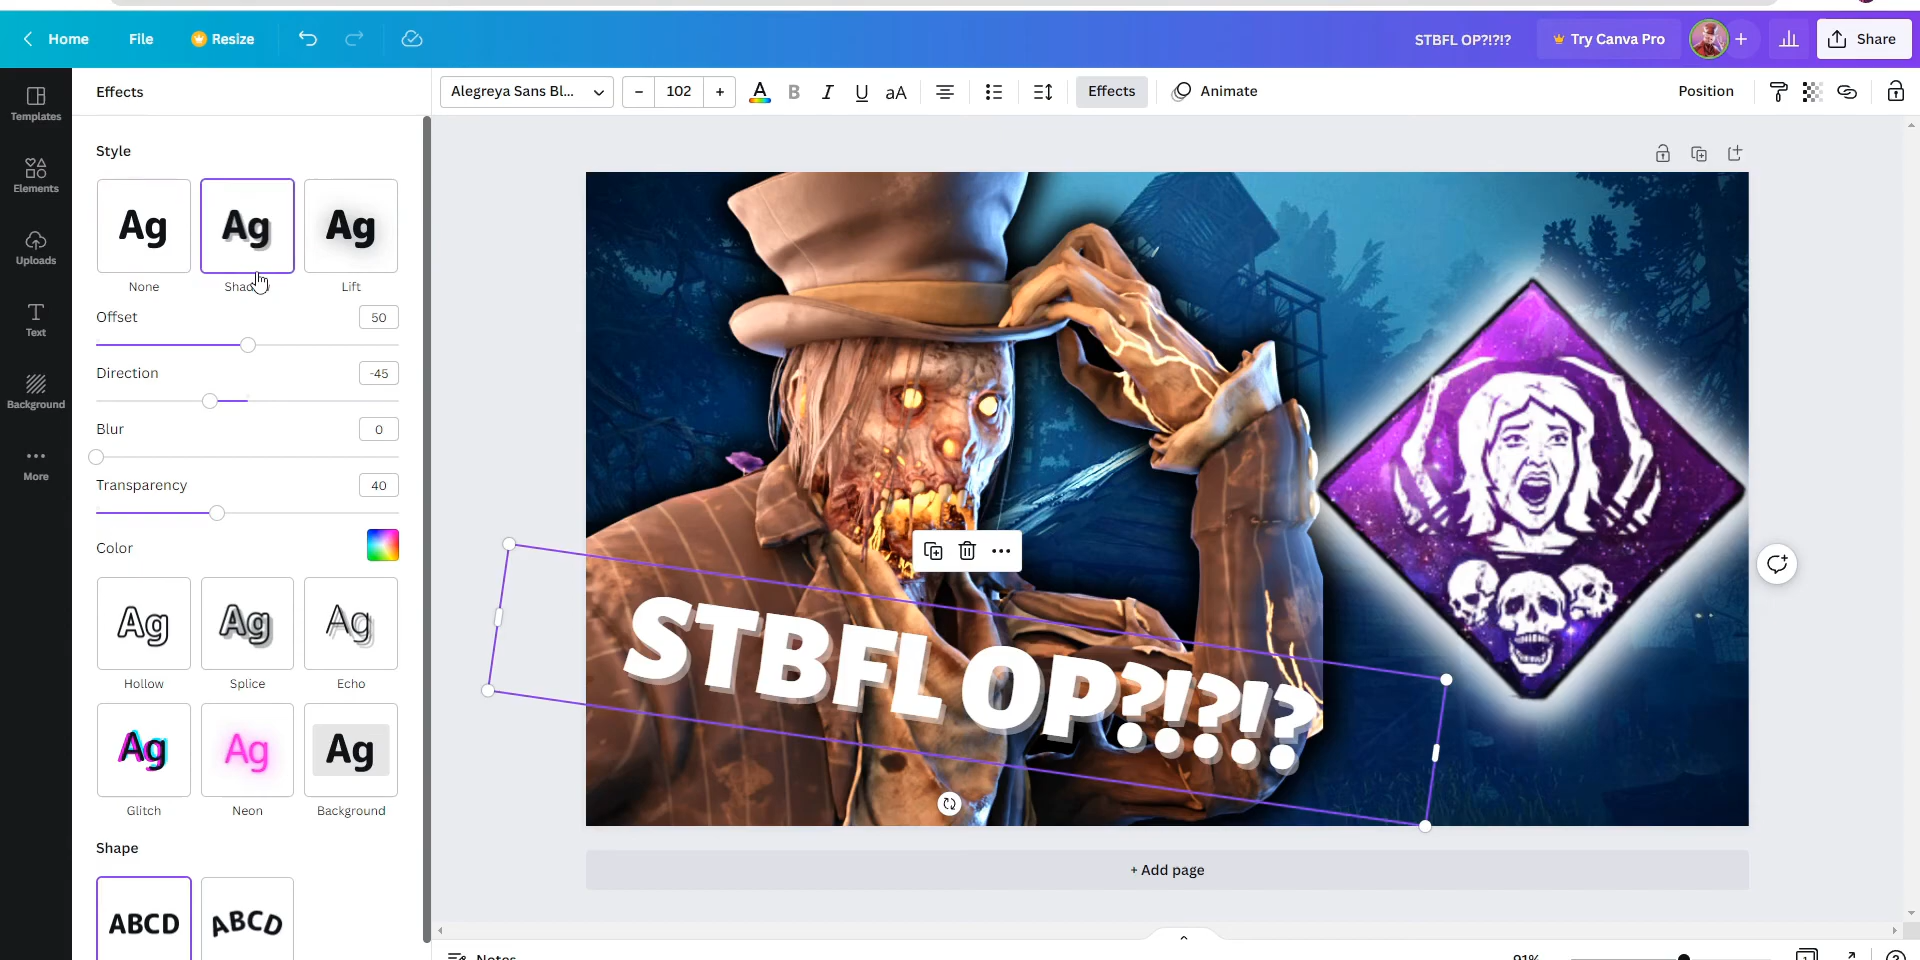 Home File Resize STBFL OP?!?!? Try Canva Pro + Share
Effects Alegreya Sans Bl... - 102 + A B I U aA Effects Animate Position
Templates
Elements
Uploads
Text
Background
More
Style
Ag Ag Ag
None Shadow Lift
Offset 50
Direction -45
Blur 0
Transparency 40
Color
Ag Ag Ag
Hollow Splice Echo
Ag Ag Ag
Glitch Neon Background
Shape
ABCD ABCD
STBFL OP?!?!?
+ Add page
Notes 91% 1 ?